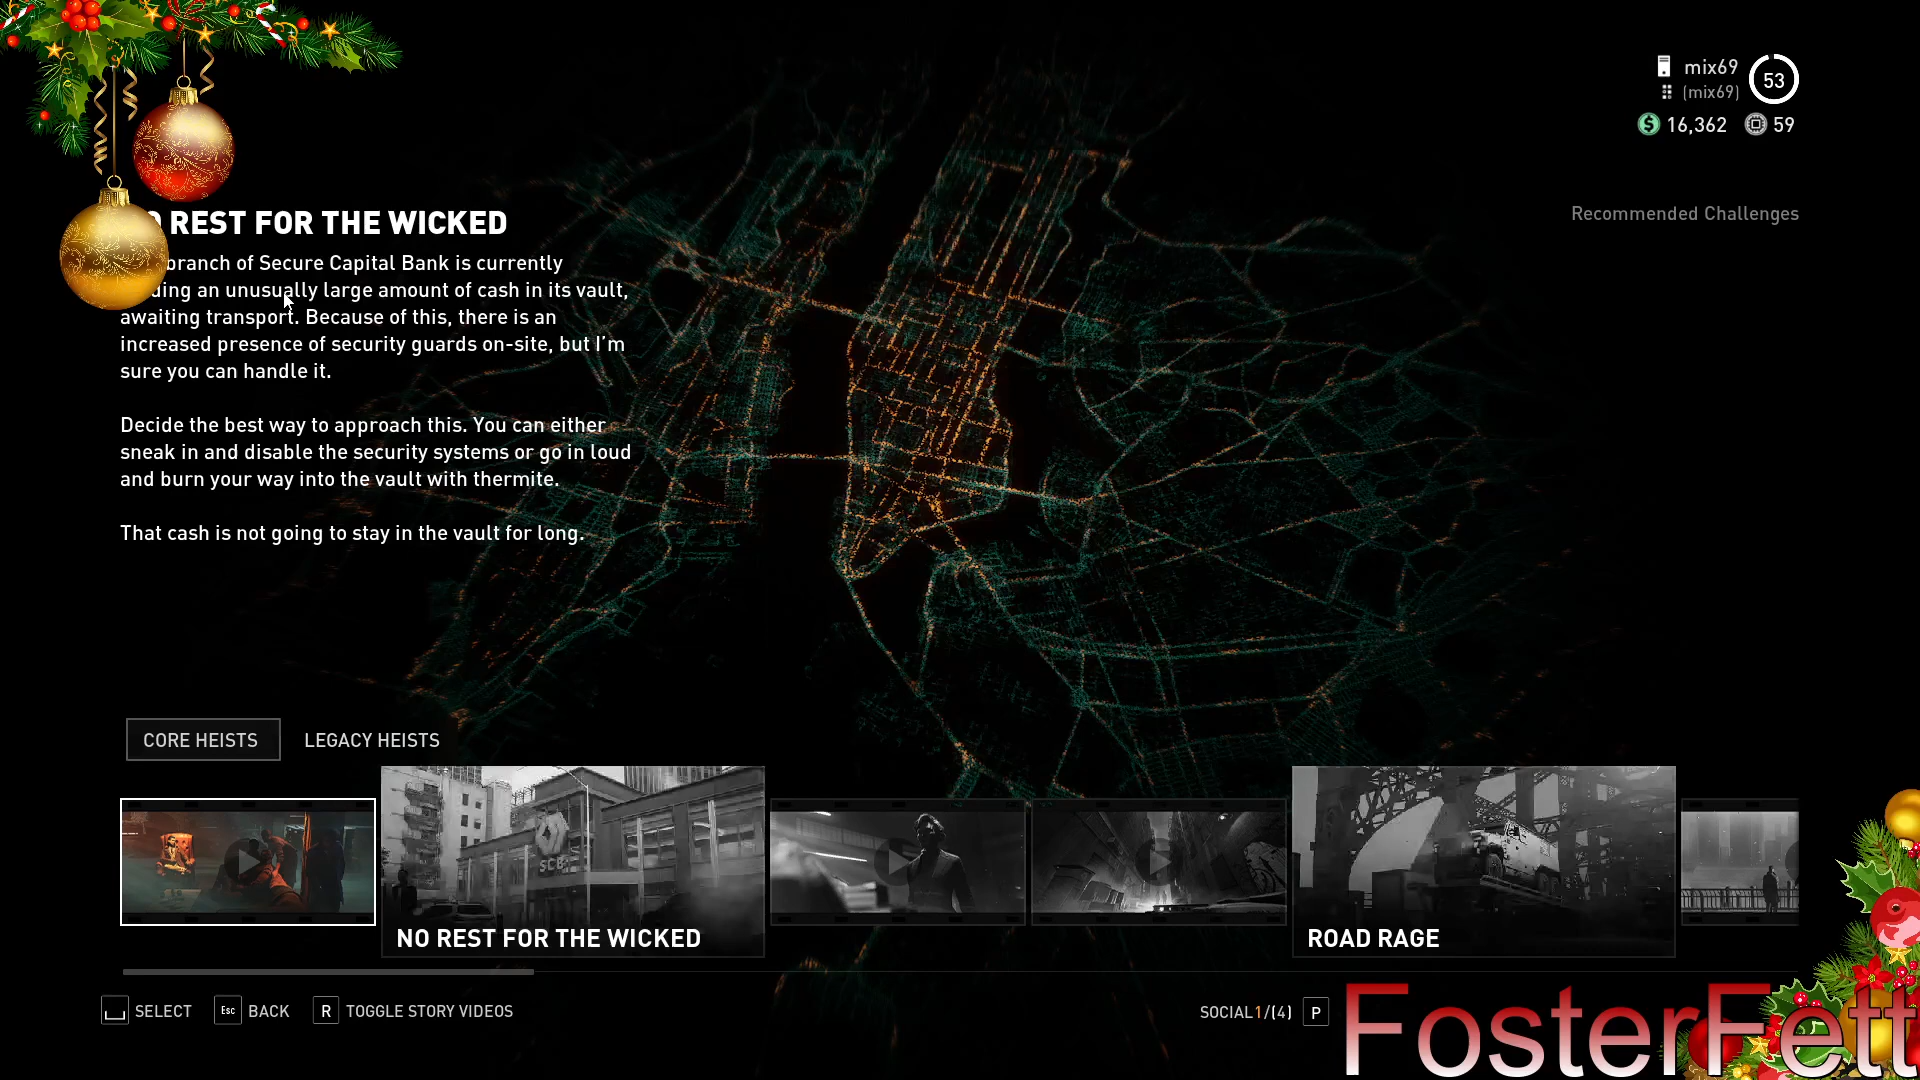 mix69
53
(mix69)
16,362 59
Recommended Challenges
O REST FOR THE WICKED
branch of Secure Capital Bank is currently
ding an unusually large amount of cash in its vault,
awaiting transport. Because of this, there is an
increased presence of security guards on-site, but I'm
sure you can handle it.
Decide the best way to approach this. You can either
sneak in and disable the security systems or go in loud
and burn your way into the vault with thermite.
That cash is not going to stay in the vault for long.
CORE HEISTS LEGACY HEISTS
SCB
NO REST FOR THE WICKED
ROAD RAGE
SELECT Esc BACK R TOGGLE STORY VIDEOS
SOCIAL 1/(4) P
FosterFett